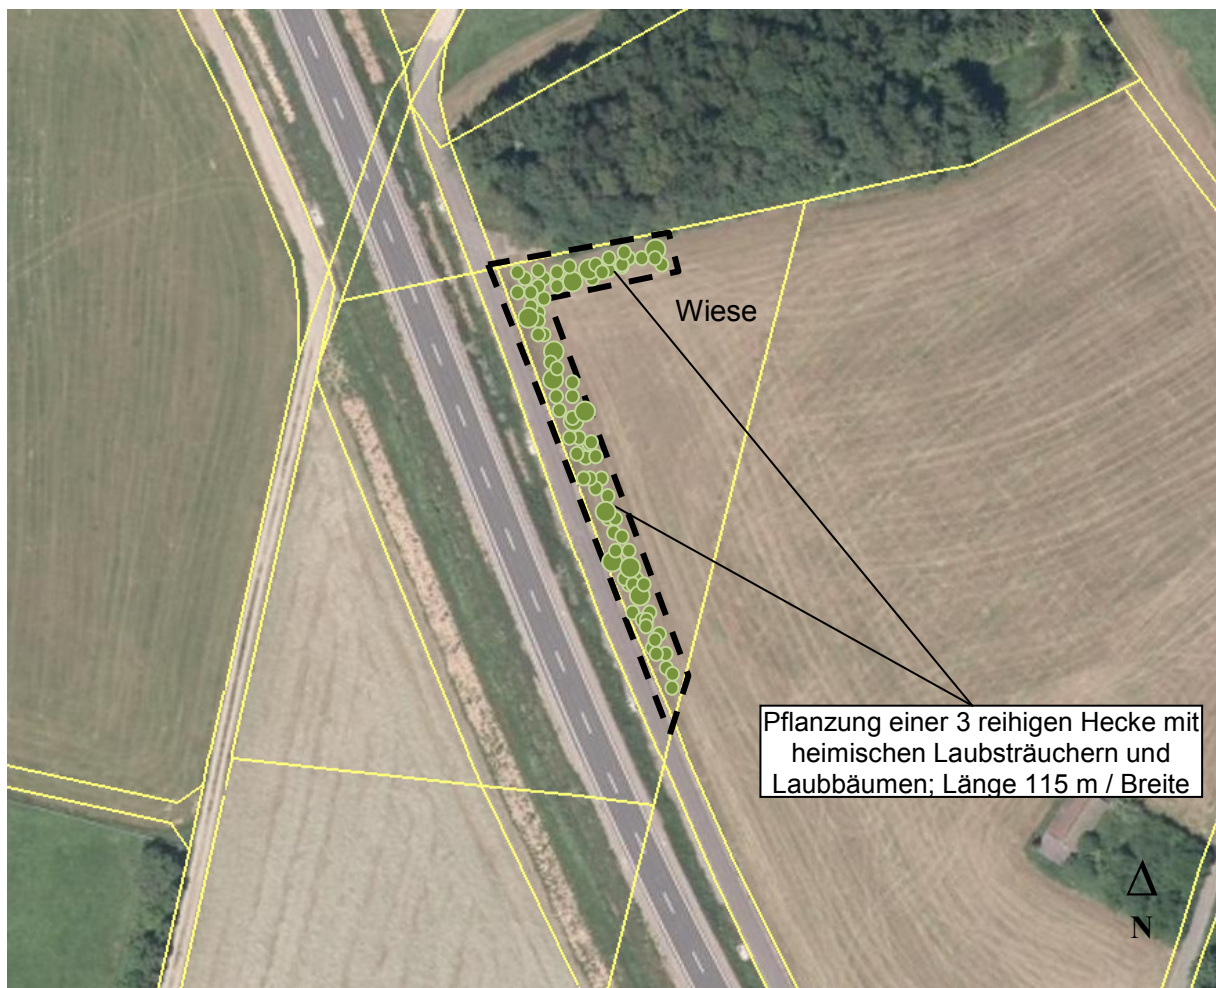 Wiese
Pflanzung einer 3 reihigen Hecke mit
heimischen Laubsträuchern und
Laubbäumen; Länge 115 m / Breite
N